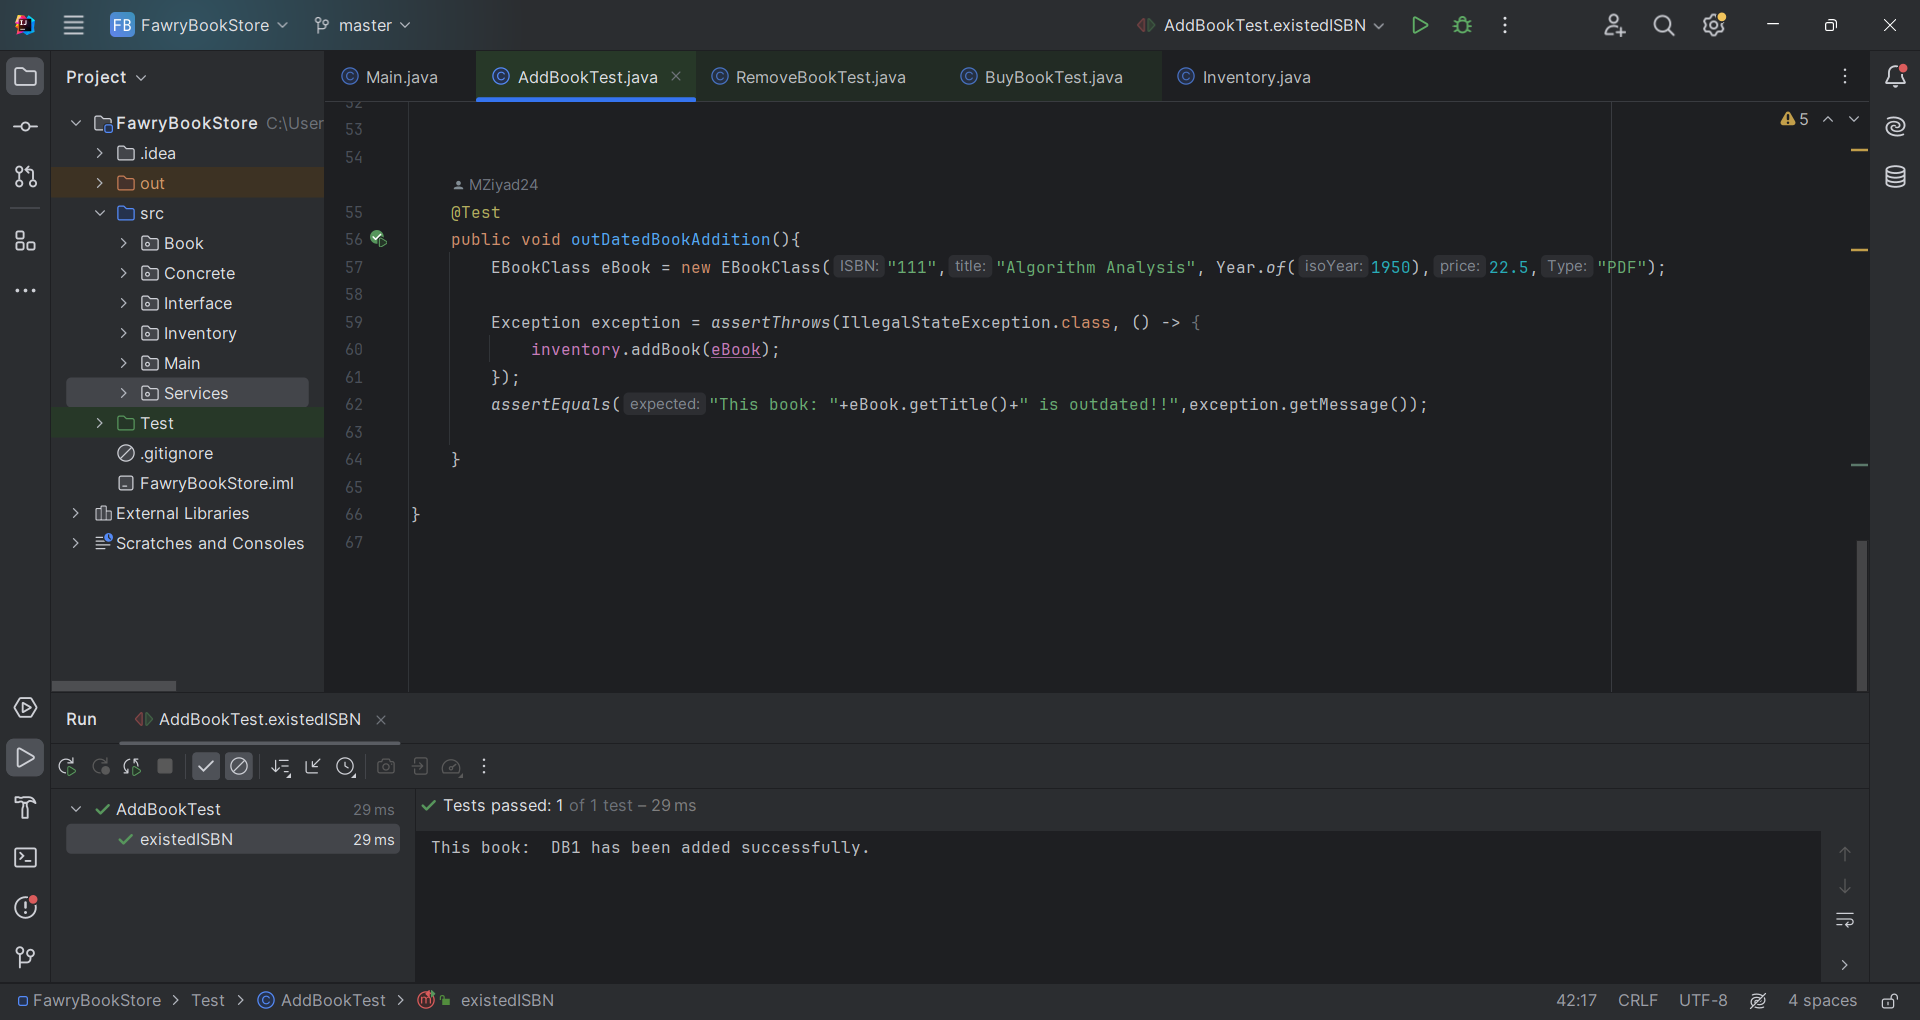 FB FawryBookStore master AddBookTest.existedISBN
Project
Main.java AddBookTest.java RemoveBookTest.java BuyBookTest.java Inventory.java
FawryBookStore C:\User
.idea
out
src
Book
Concrete
Interface
Inventory
Main
Services
Test
.gitignore
FawryBookStore.iml
External Libraries
Scratches and Consoles
5
52
53
54
MZiyad24
55 @Test
56 public void outDatedBookAddition(){
57 EBookClass eBook = new EBookClass( ISBN: "111", title: "Algorithm Analysis", Year.of( isoYear: 1950), price: 22.5, Type: "PDF");
58
59 Exception exception = assertThrows(IllegalStateException.class, () -> {
60 inventory.addBook(eBook);
61 });
62 assertEquals( expected: "This book: "+eBook.getTitle()+" is outdated!!",exception.getMessage());
63
64 }
65
66 }
67
Run AddBookTest.existedISBN
AddBookTest 29 ms
existedISBN 29 ms
Tests passed: 1 of 1 test – 29 ms
This book:  DB1 has been added successfully.
FawryBookStore > Test > AddBookTest > existedISBN
42:17 CRLF UTF-8 4 spaces